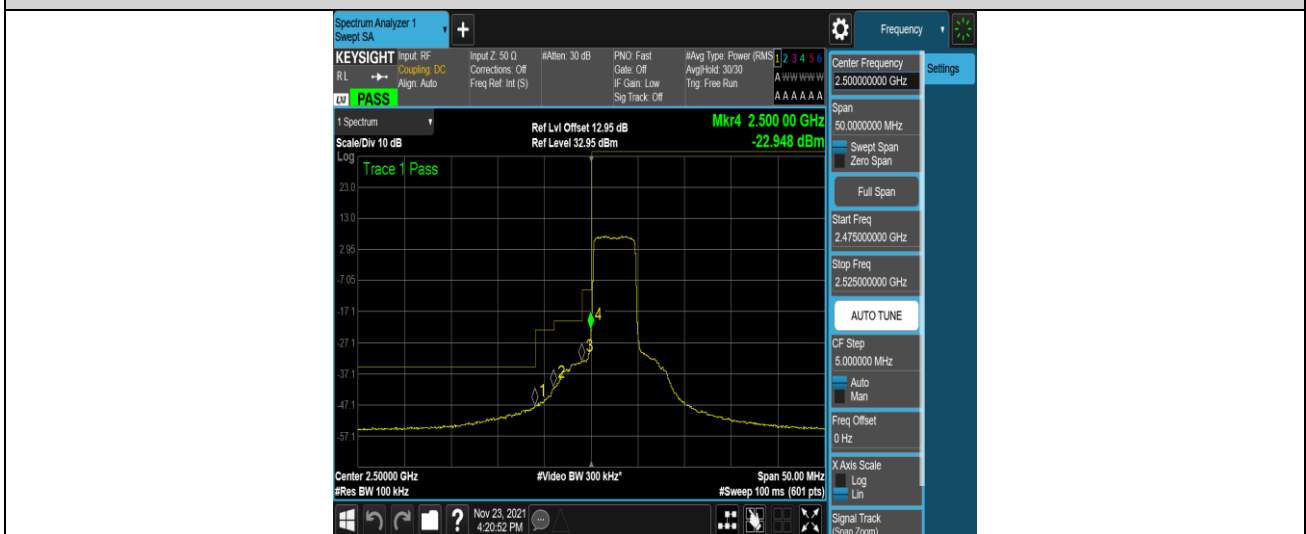 Spectrum Analyzer 1
Swept SA
+
Frequency
KEYSIGHT
RL
LXI PASS
Input: RF
Coupling: DC
Align: Auto
Input Z: 50 Ω
Corrections: Off
Freq Ref: Int (S)
#Atten: 30 dB
PNO: Fast
Gate: Off
IF Gain: Low
Sig Track: Off
#Avg Type: Power (RMS
Avg|Hold: 30/30
Trig: Free Run
1 2 3 4 5 6
A W W W W W
A A A A A A
Center Frequency
2.500000000 GHz
Settings
Span
50.0000000 MHz
Swept Span
Zero Span
Full Span
Start Freq
2.475000000 GHz
Stop Freq
2.525000000 GHz
AUTO TUNE
CF Step
5.000000 MHz
Auto
Man
Freq Offset
0 Hz
X Axis Scale
Log
Lin
Signal Track
(Span Zoom)
1 Spectrum
Scale/Div 10 dB
Ref Lvl Offset 12.95 dB
Ref Level 32.95 dBm
Mkr4 2.500 00 GHz
-22.948 dBm
Log
Trace 1 Pass
23.0
13.0
2.95
-7.05
-17.1
-27.1
-37.1
-47.1
-57.1
4
3
2
1
Center 2.50000 GHz
#Video BW 300 kHz*
Span 50.00 MHz
#Res BW 100 kHz
#Sweep 100 ms (601 pts)
?
Nov 23, 2021
4:20:52 PM